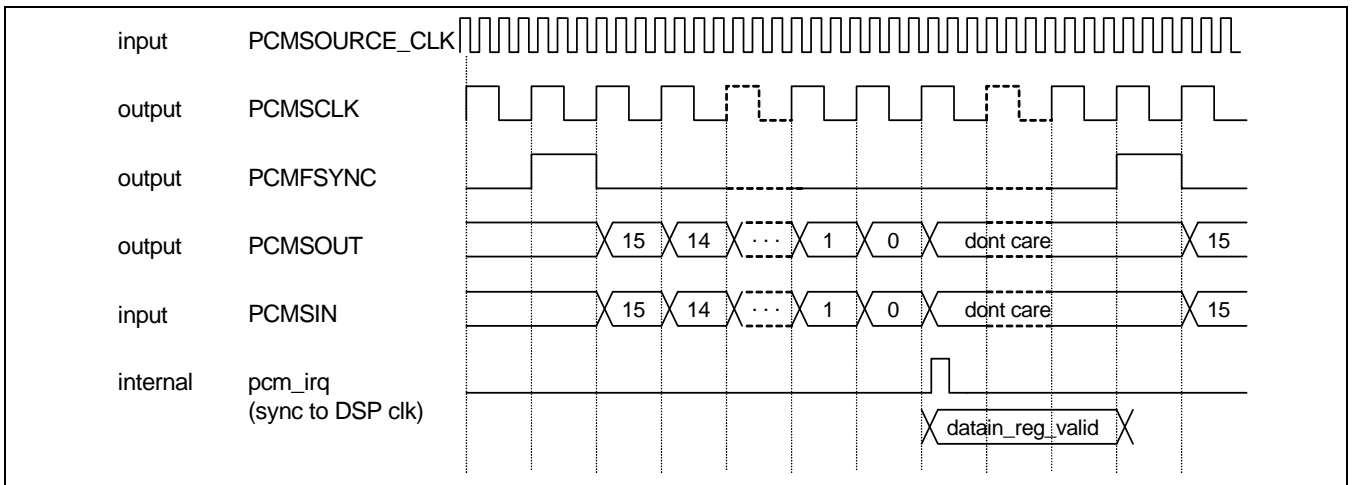 input PCMSOURCE_CLK
output PCMSCLK
output PCMFSYNC
output PCMSOUT 15 14 · · · 1 0 dont care 15
input PCMSIN 15 14 · · · 1 0 dont care 15
internal pcm_irq
(sync to DSP clk)
datain_reg_valid